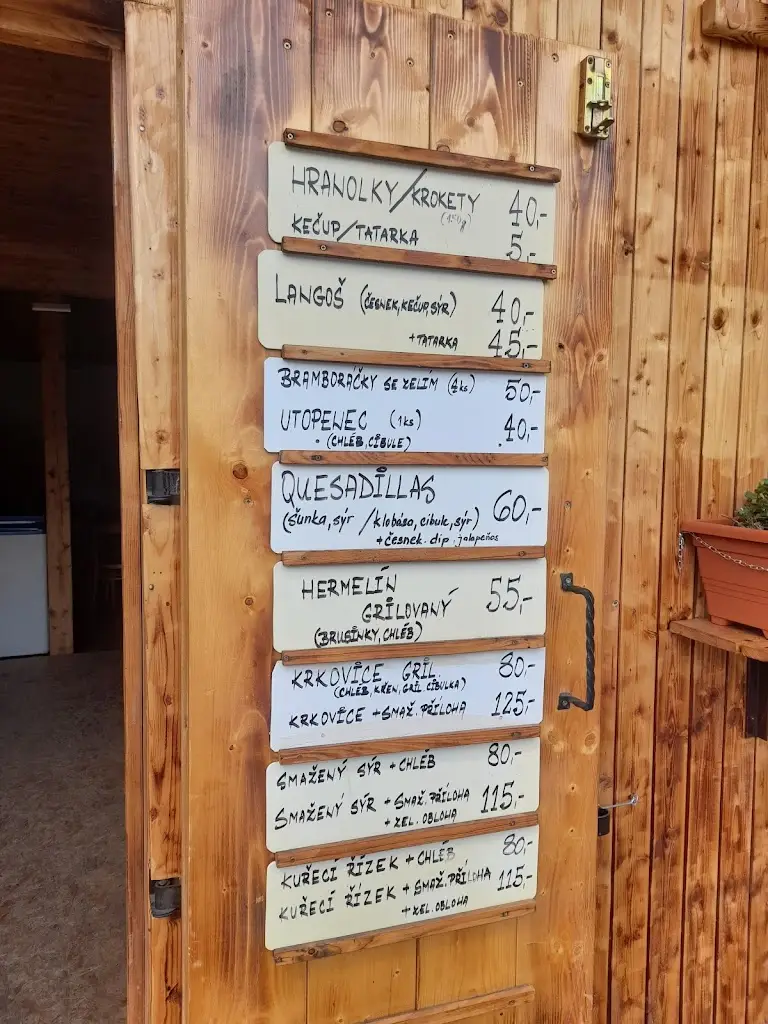 HRANOLKY/KROKETY 40,-
(150g)
KEČUP/TATARKA 5,-
LANGOŠ (ČESNEK, KEČUP, SÝR) 40,-
+TATARKA 45,-
BRAMBORÁČKY SE ZELÍM (4ks) 50,-
UTOPENEC (1ks) 40,-
(CHLÉB, CIBULE)
QUESADILLAS
(šunka, sýr / klobása, cibule, sýr) 60,-
+česnek. dip, jalapeños
HERMELÍN
GRILOVANÝ 55,-
(BRUSINKY, CHLÉB)
KRKOVICE GRIL. 80,-
(CHLÉB, KŘEN, GRIL CIBULKA)
KRKOVICE + SMAŽ. PŘÍLOHA 125,-
SMAŽENÝ SÝR + CHLÉB 80,-
SMAŽENÝ SÝR + SMAŽ. PŘÍLOHA 115,-
+ ZEL. OBLOHA
KUŘECÍ ŘÍZEK + CHLÉB 80,-
KUŘECÍ ŘÍZEK + SMAŽ. PŘÍLOHA 115,-
+ ZEL. OBLOHA